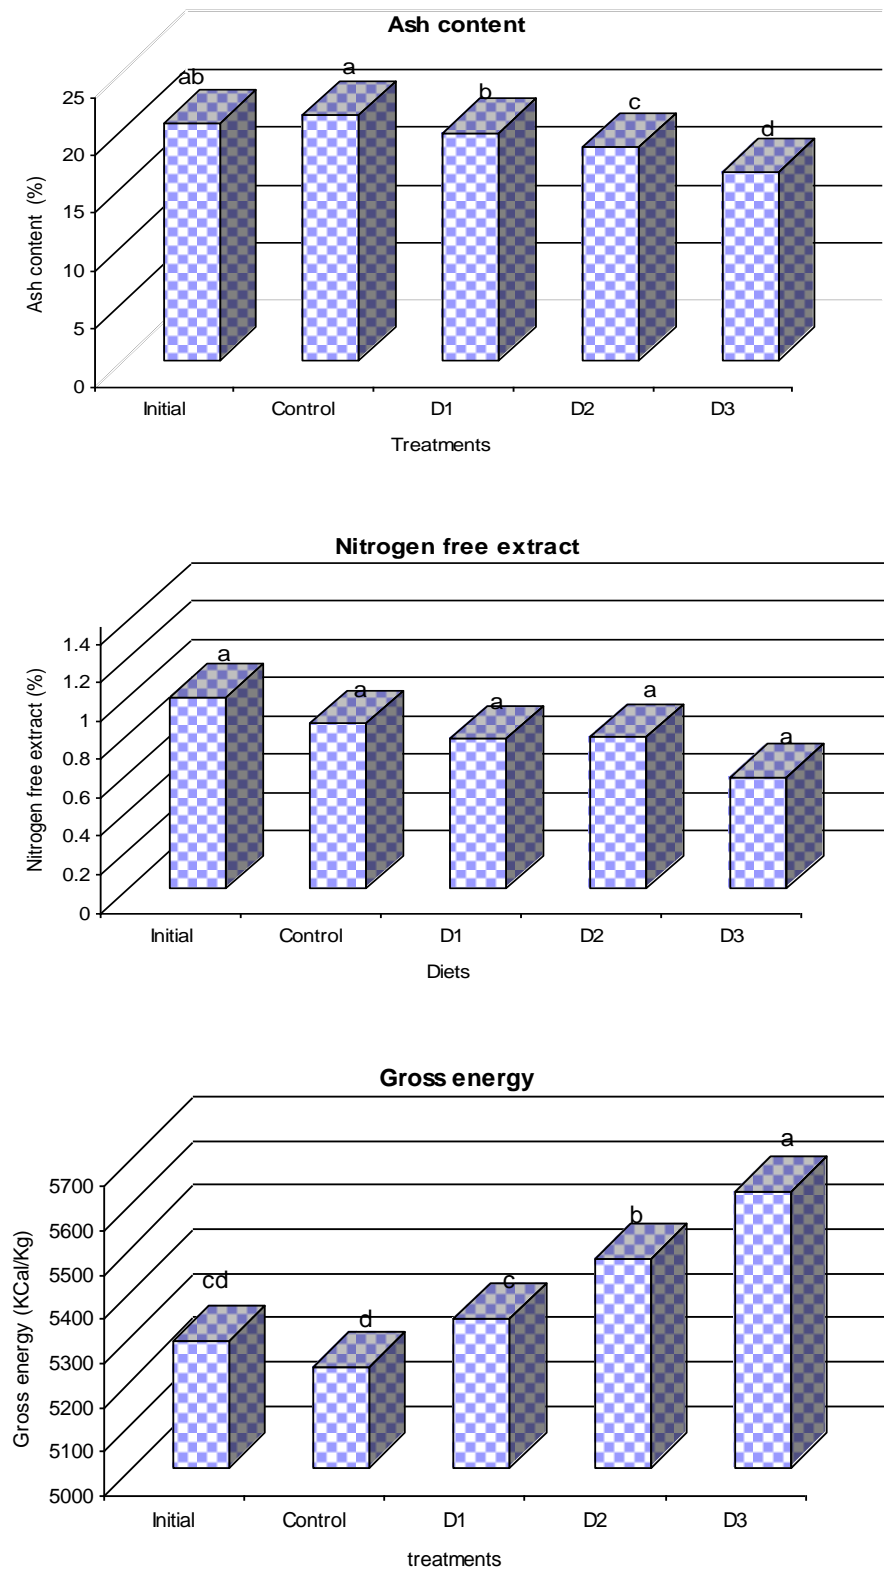 Ash content
ab
a
b
c
d
25
20
15
10
5
0
Ash content (%)
Initial Control D1 D2 D3
Treatments
Nitrogen free extract
a
a
a
a
a
1.4
1.2
1
0.8
0.6
0.4
0.2
0
Nitrogen free extract (%)
Initial Control D1 D2 D3
Diets
Gross energy
cd
d
c
b
a
5700
5600
5500
5400
5300
5200
5100
5000
Gross energy (KCal/Kg)
Initial Control D1 D2 D3
treatments